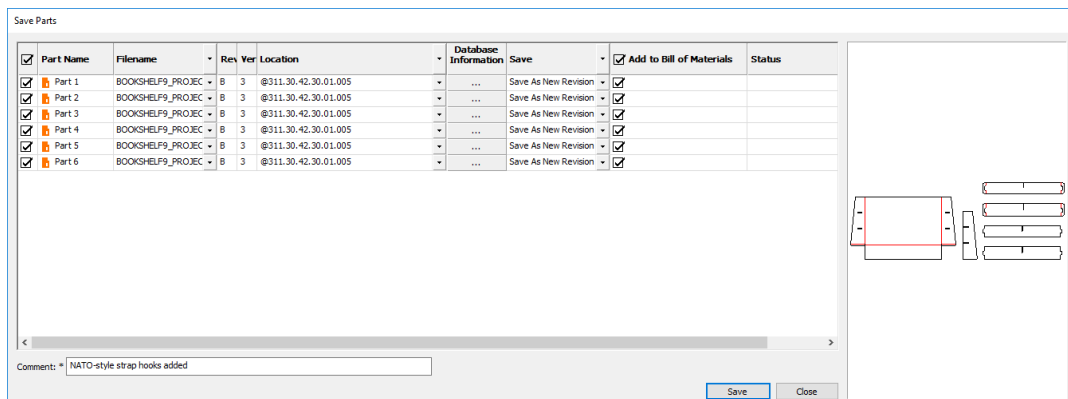 Save Parts
Part Name Filename Rev Ver Location Database Information Save Add to Bill of Materials Status
Part 1 BOOKSHELF9_PROJEC B 3 @311.30.42.30.01.005 ... Save As New Revision
Part 2 BOOKSHELF9_PROJEC B 3 @311.30.42.30.01.005 ... Save As New Revision
Part 3 BOOKSHELF9_PROJEC B 3 @311.30.42.30.01.005 ... Save As New Revision
Part 4 BOOKSHELF9_PROJEC B 3 @311.30.42.30.01.005 ... Save As New Revision
Part 5 BOOKSHELF9_PROJEC B 3 @311.30.42.30.01.005 ... Save As New Revision
Part 6 BOOKSHELF9_PROJEC B 3 @311.30.42.30.01.005 ... Save As New Revision
Comment: * NATO-style strap hooks added
Save Close